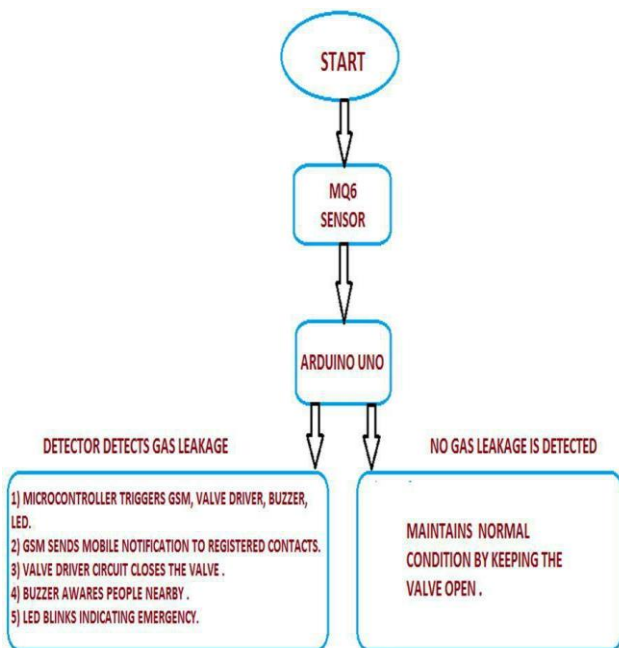 START
MQ6
SENSOR
ARDUINO UNO
DETECTOR DETECTS GAS LEAKAGE
1) MICROCONTROLLER TRIGGERS GSM, VALVE DRIVER, BUZZER,
LED.
2) GSM SENDS MOBILE NOTIFICATION TO REGISTERED CONTACTS.
3) VALVE DRIVER CIRCUIT CLOSES THE VALVE .
4) BUZZER AWARES PEOPLE NEARBY .
5) LED BLINKS INDICATING EMERGENCY.
NO GAS LEAKAGE IS DETECTED
MAINTAINS NORMAL
CONDITION BY KEEPING THE
VALVE OPEN .